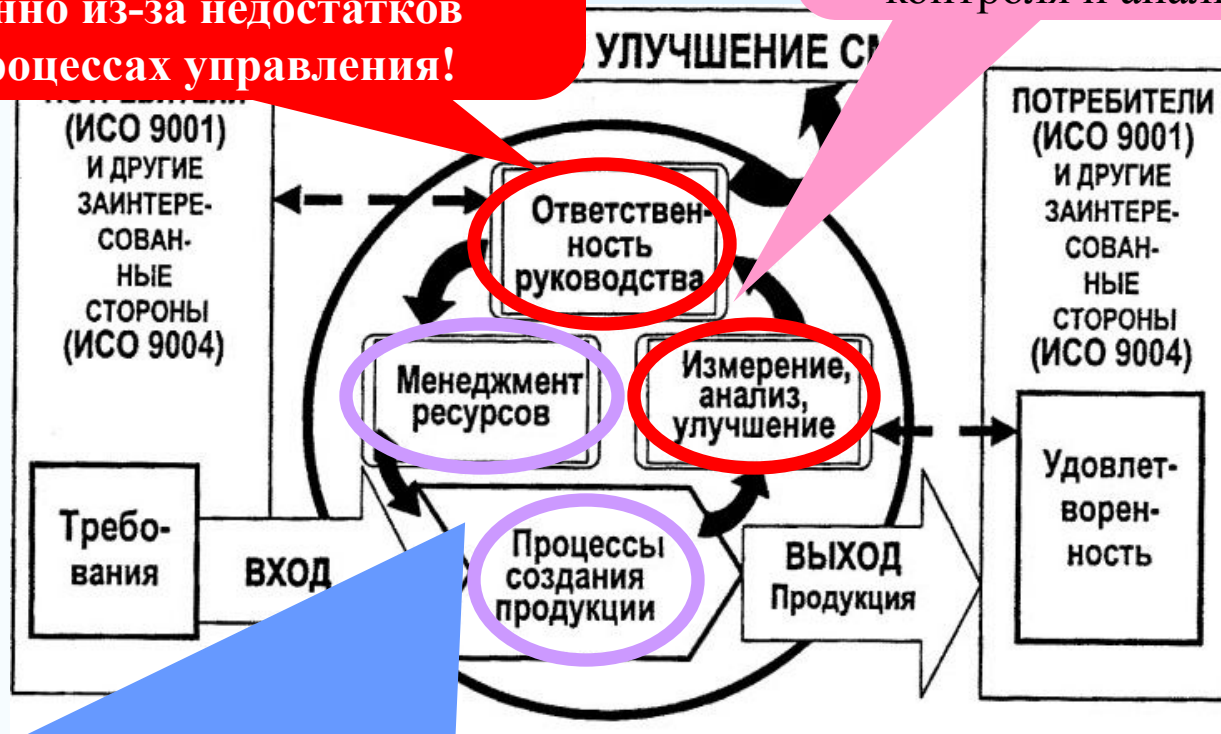 из-за недостатков
процессах управления!
контроля и анали
УЛУЧШЕНИЕ СМ
ПОТРЕБИТЕЛИ
(ИСО 9001)
И ДРУГИЕ
ЗАИНТЕРЕ-
СОВАН-
НЫЕ
СТОРОНЫ
(ИСО 9004)
Требо-
вания
ВХОД
Ответствен-
ность
руководства
Менеджмент
ресурсов
Измерение,
анализ,
улучшение
Процессы
создания
продукции
ВЫХОД
Продукция
ПОТРЕБИТЕЛИ
(ИСО 9001)
И ДРУГИЕ
ЗАИНТЕРЕ-
СОВАН-
НЫЕ
СТОРОНЫ
(ИСО 9004)
Удовлет-
ворен-
ность